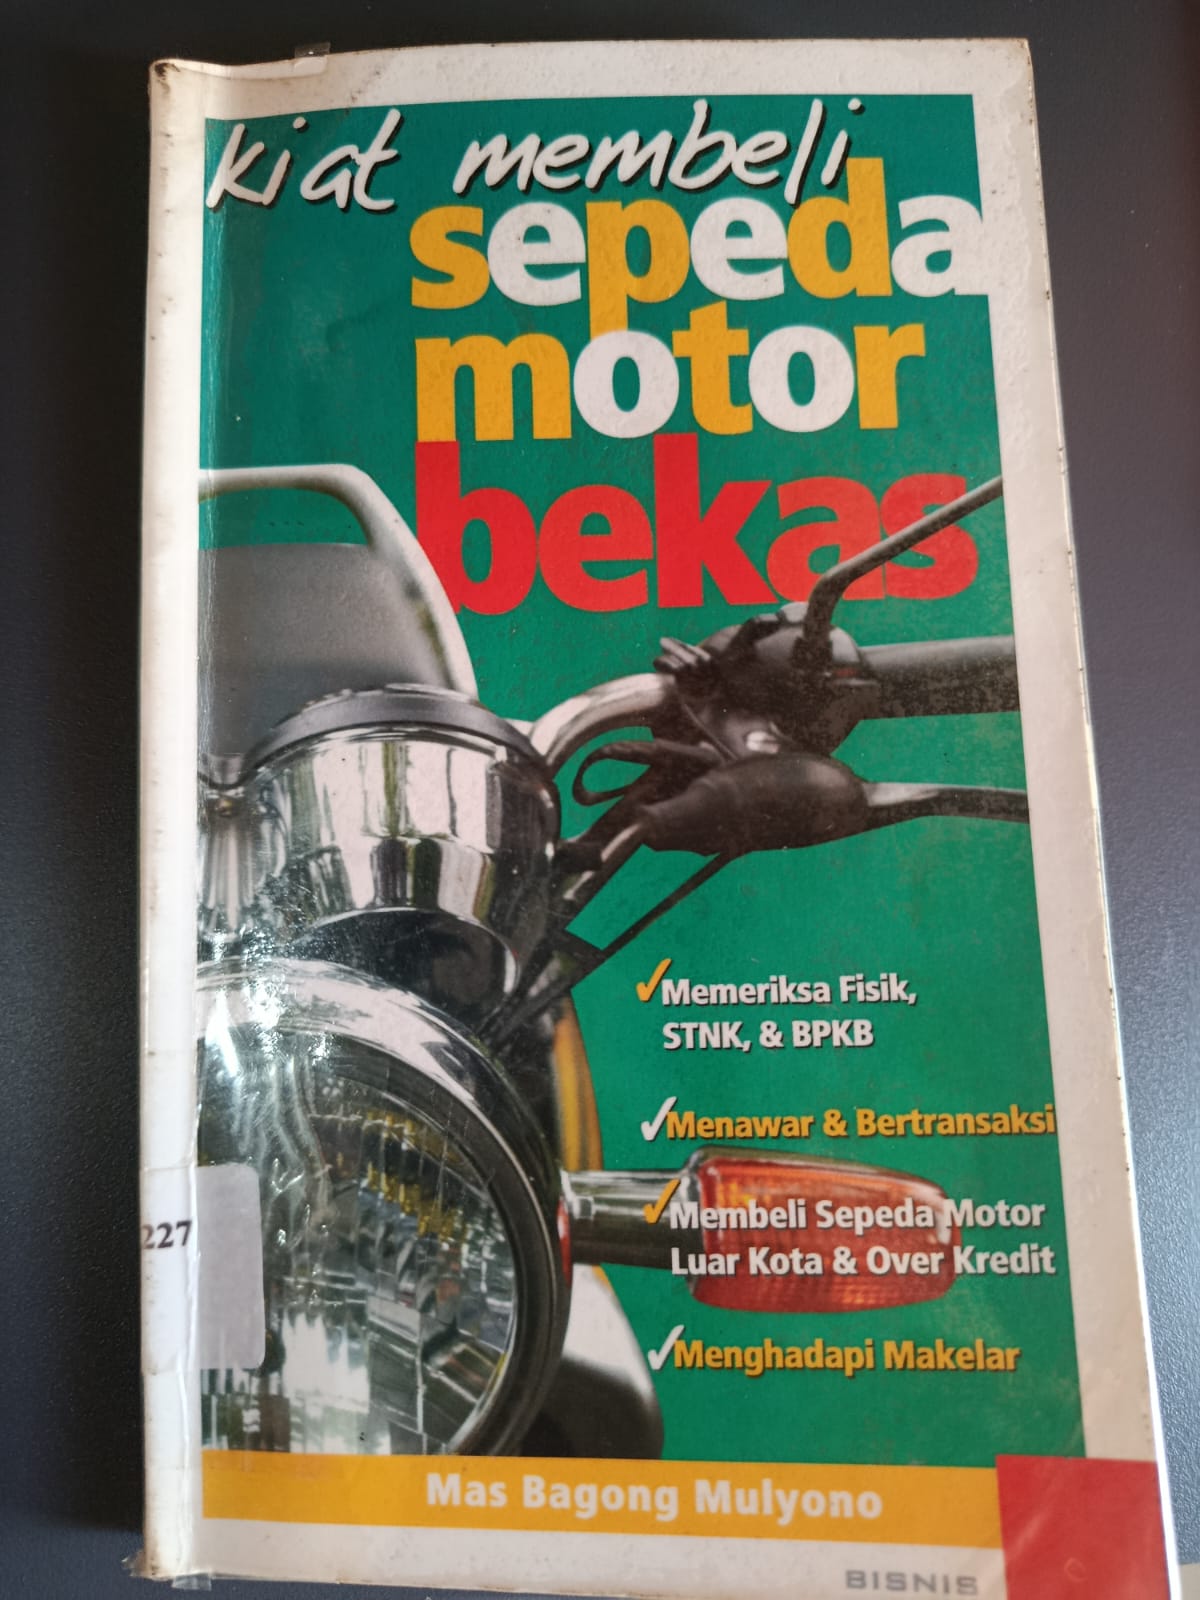 kiat membeli
sepeda
motor
bekas
✓Memeriksa Fisik,
STNK, & BPKB
✓Menawar & Bertransaksi
✓Membeli Sepeda Motor
Luar Kota & Over Kredit
✓Menghadapi Makelar
227
Mas Bagong Mulyono
BISNIS